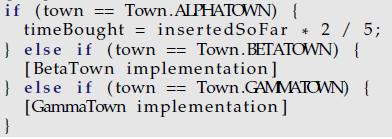 if (town == Town.ALPHATOWN) {
timeBought = insertedSoFar * 2 / 5;
} else if (town == Town.BETATOWN) {
[BetaTown implementation]
} else if (town == Town.GAMMATOWN) {
[GammaTown implementation]
}